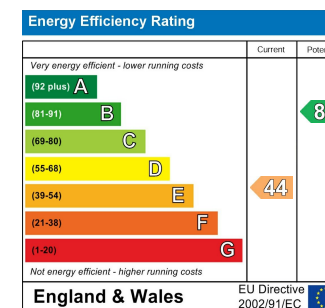 Energy Efficiency Rating
Current
Very energy efficient - lower running costs
(92 plus) A
(81-91) B
(69-80) C
(55-68) D
(39-54) E
44
(21-38) F
(1-20) G
Not energy efficient - higher running costs
England & Wales
EU Directive
2002/91/EC